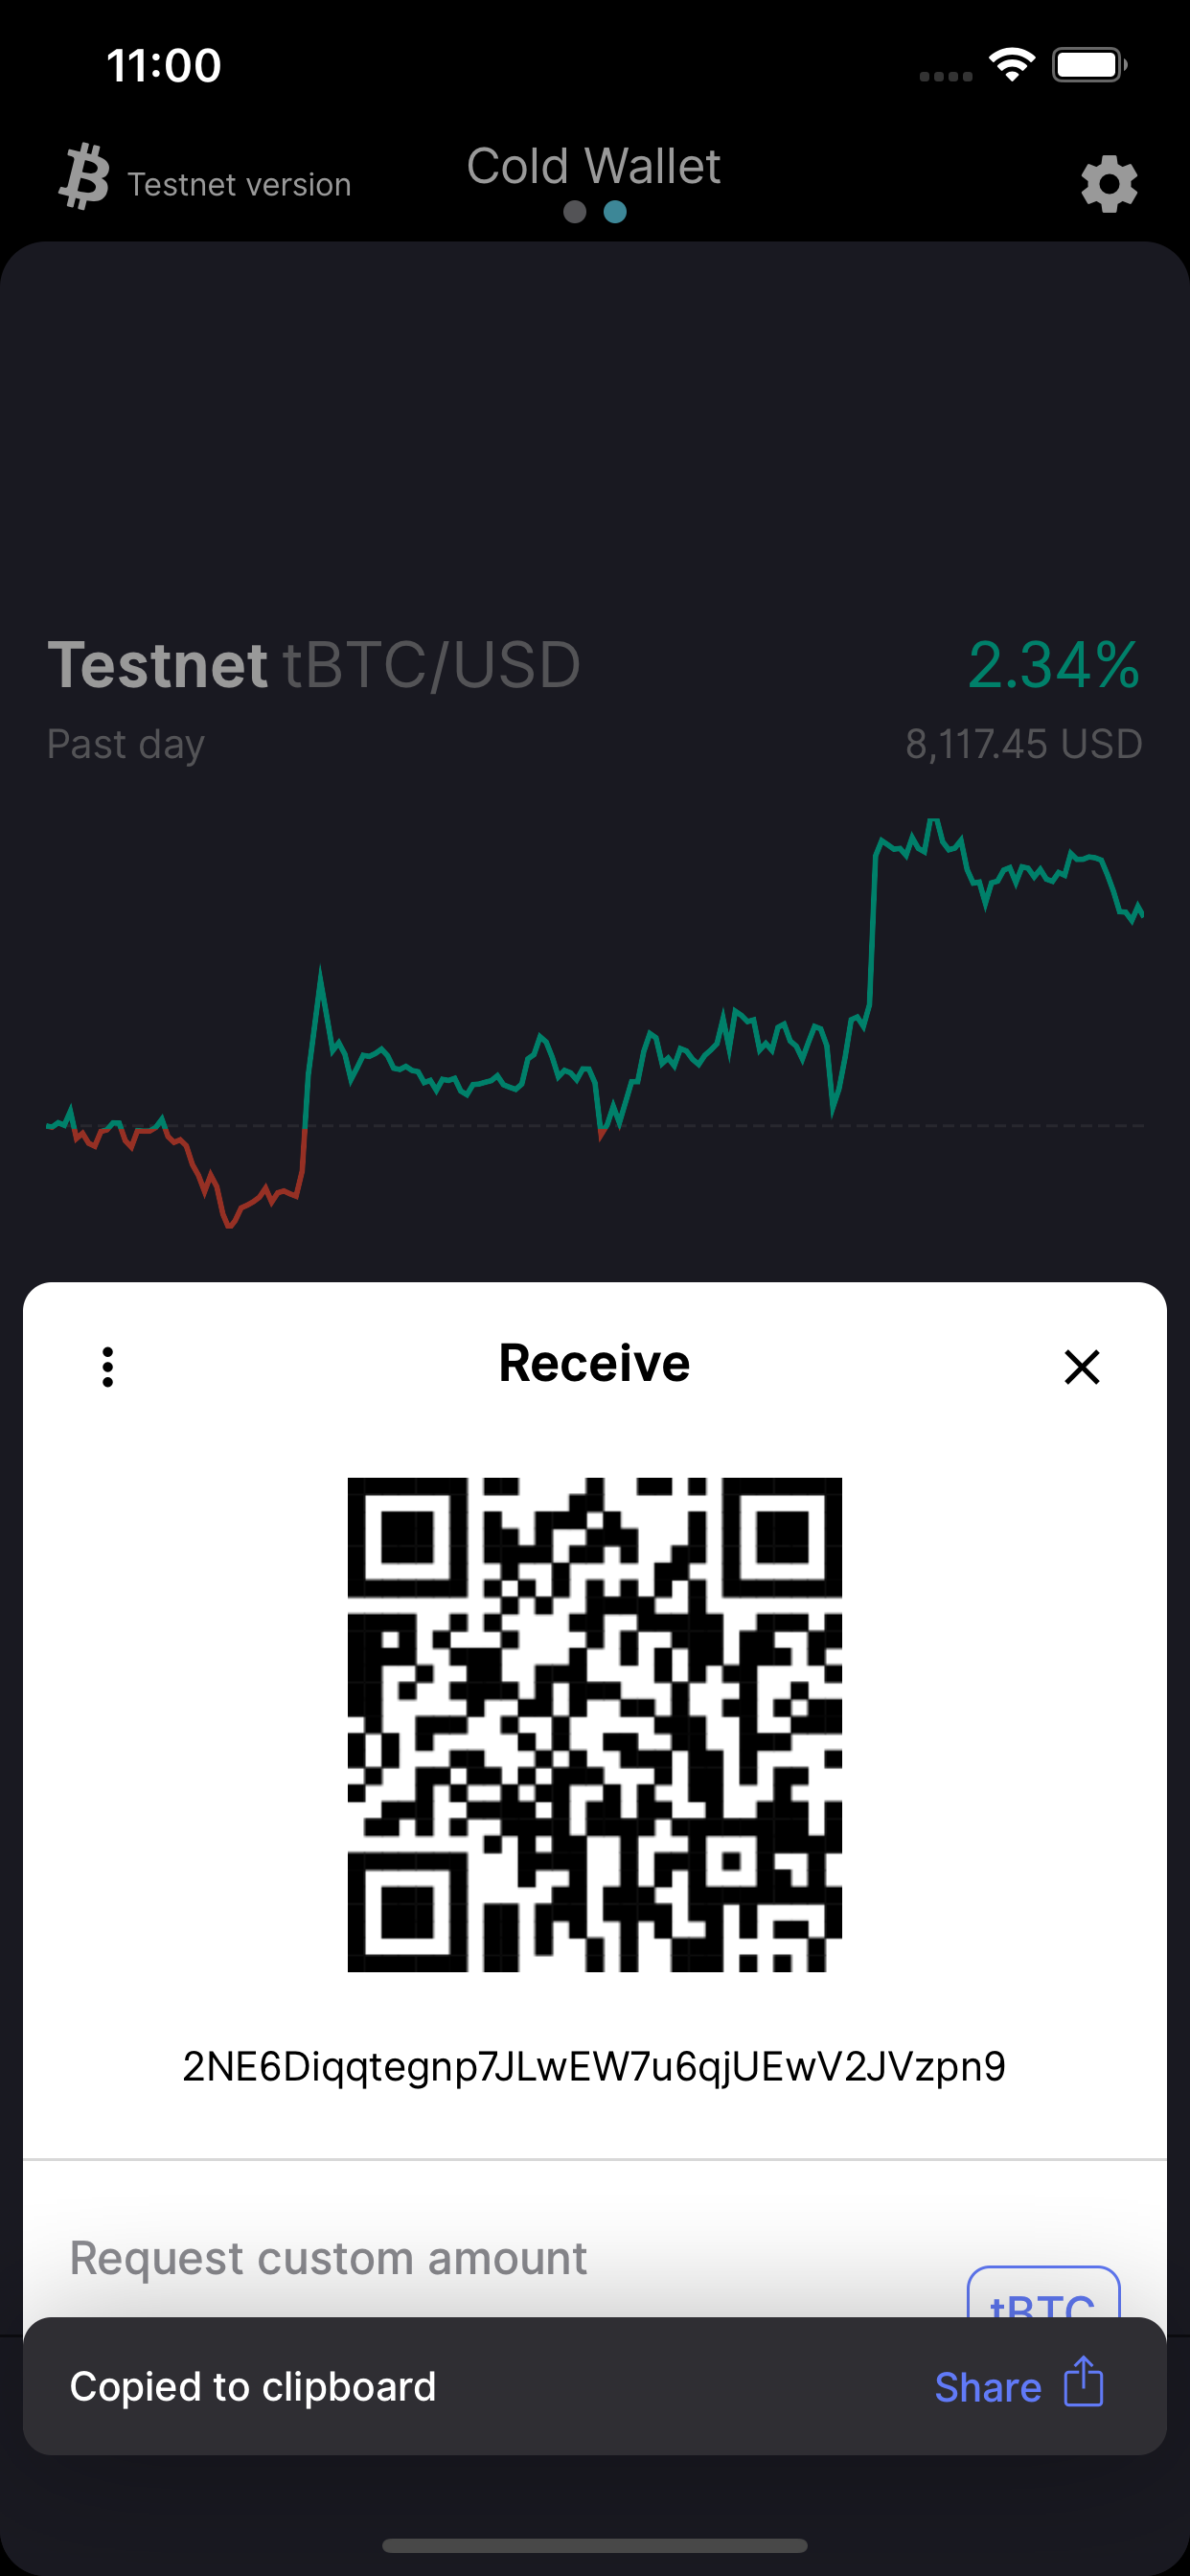 11:00
Testnet version
Cold Wallet
Testnet tBTC/USD
2.34%
Past day
8,117.45 USD
Receive
2NE6Diqqtegnp7JLwEW7u6qjUEwV2JVzpn9
Request custom amount
tBTC
Copied to clipboard
Share